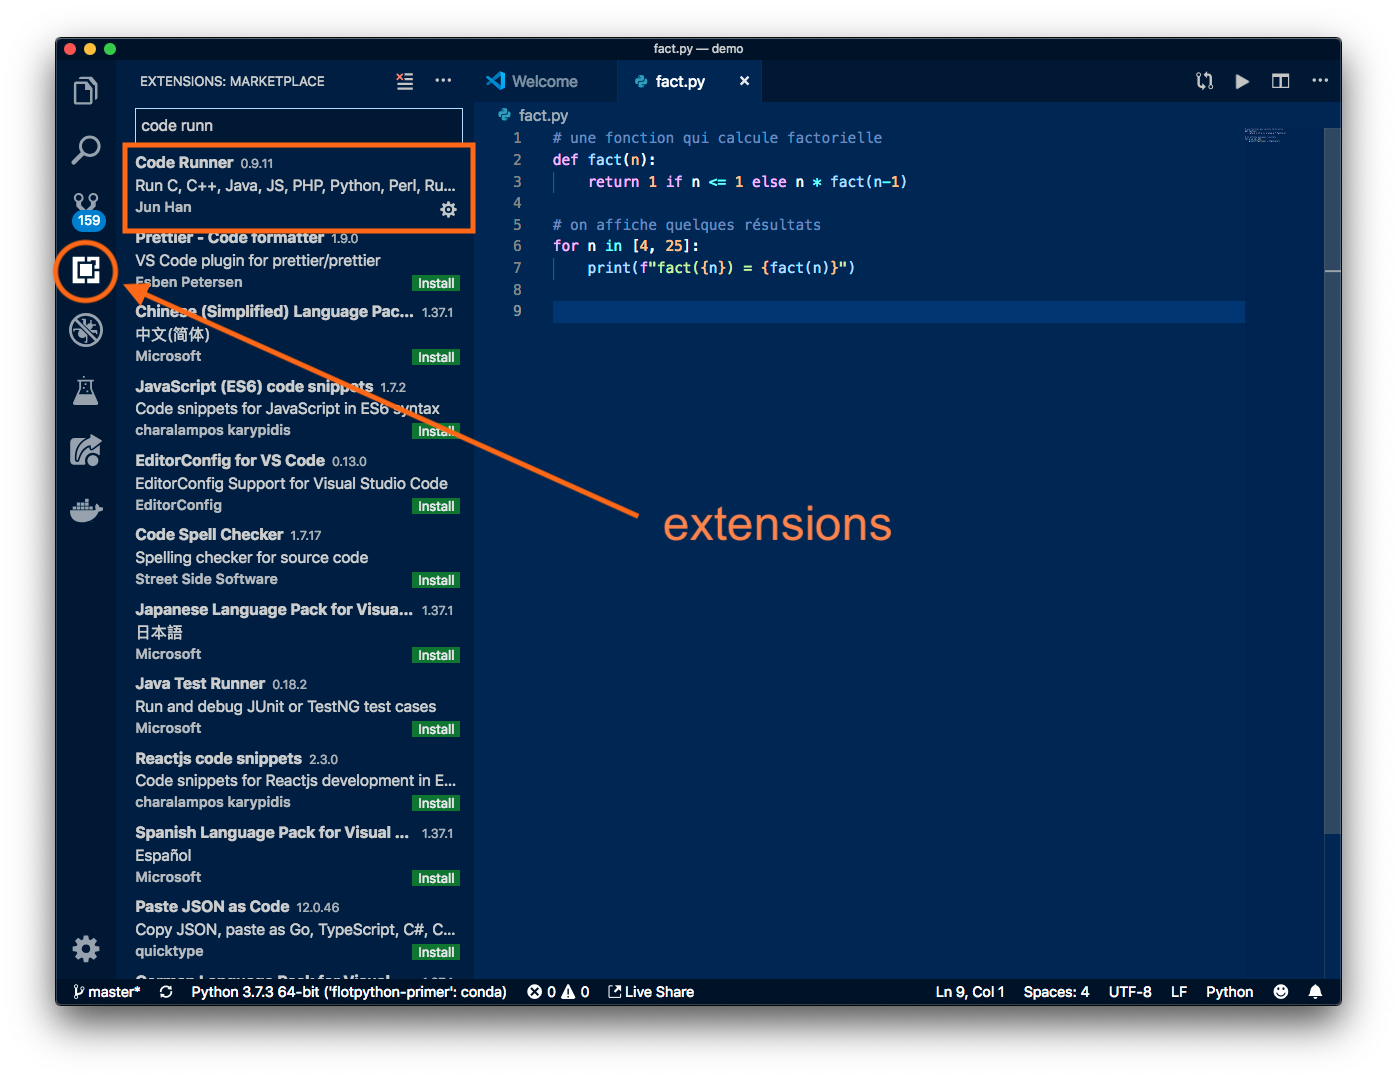 fact.py — demo
EXTENSIONS: MARKETPLACE
code runn
Code Runner 0.9.11
Run C, C++, Java, JS, PHP, Python, Perl, Ru...
Jun Han
159
Prettier - Code formatter 1.9.0
VS Code plugin for prettier/prettier
Esben Petersen
Install
Chinese (Simplified) Language Pac... 1.37.1
中文(简体)
Microsoft
Install
JavaScript (ES6) code snippets 1.7.2
Code snippets for JavaScript in ES6 syntax
charalampos karypidis
Install
EditorConfig for VS Code 0.13.0
EditorConfig Support for Visual Studio Code
EditorConfig
Install
Code Spell Checker 1.7.17
Spelling checker for source code
Street Side Software
Install
Japanese Language Pack for Visua... 1.37.1
日本語
Microsoft
Install
Java Test Runner 0.18.2
Run and debug JUnit or TestNG test cases
Microsoft
Install
Reactjs code snippets 2.3.0
Code snippets for Reactjs development in E...
charalampos karypidis
Install
Spanish Language Pack for Visual ... 1.37.1
Español
Microsoft
Install
Paste JSON as Code 12.0.46
Copy JSON, paste as Go, TypeScript, C#, C...
quicktype
Install
Welcome
fact.py
fact.py
1 # une fonction qui calcule factorielle
2 def fact(n):
3 return 1 if n <= 1 else n * fact(n-1)
4
5 # on affiche quelques résultats
6 for n in [4, 25]:
7 print(f"fact({n}) = {fact(n)}")
8
9
extensions
master* Python 3.7.3 64-bit ('flotpython-primer': conda) 0 0 Live Share
Ln 9, Col 1 Spaces: 4 UTF-8 LF Python